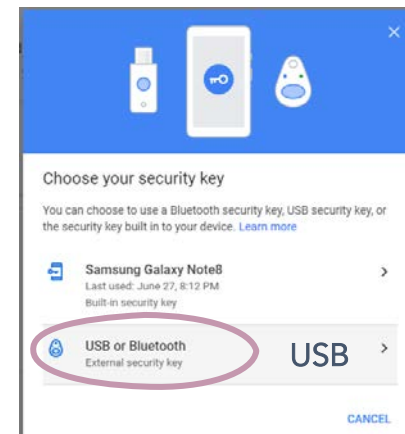 Choose your security key
You can choose to use a Bluetooth security key, USB security key, or
the security key built in to your device. Learn more
Samsung Galaxy Note8
Last used: June 27, 8:12 PM
Built-in security key
USB or Bluetooth
External security key
USB
CANCEL